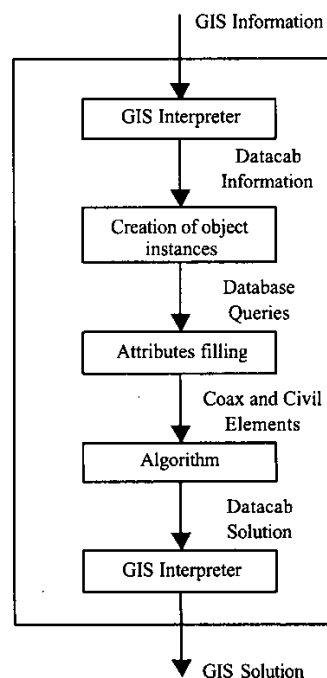 GIS Information
GIS Interpreter
Datacab
Information
Creation of object
instances
Database
Queries
Attributes filling
Coax and Civil
Elements
Algorithm
Datacab
Solution
GIS Interpreter
GIS Solution